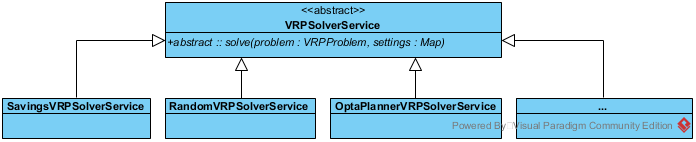 <<abstract>>
VRPSolverService
+abstract :: solve(problem : VRPProblem, settings : Map)
SavingsVRPSolverService
RandomVRPSolverService
OptaPlannerVRPSolverService
...
Powered By Visual Paradigm Community Edition